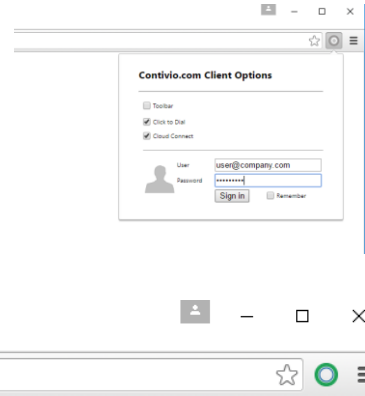 Contivio.com Client Options
Toolbar
Click to Dial
Cloud Connect
User user@company.com
Password •••••••••
Sign in Remember